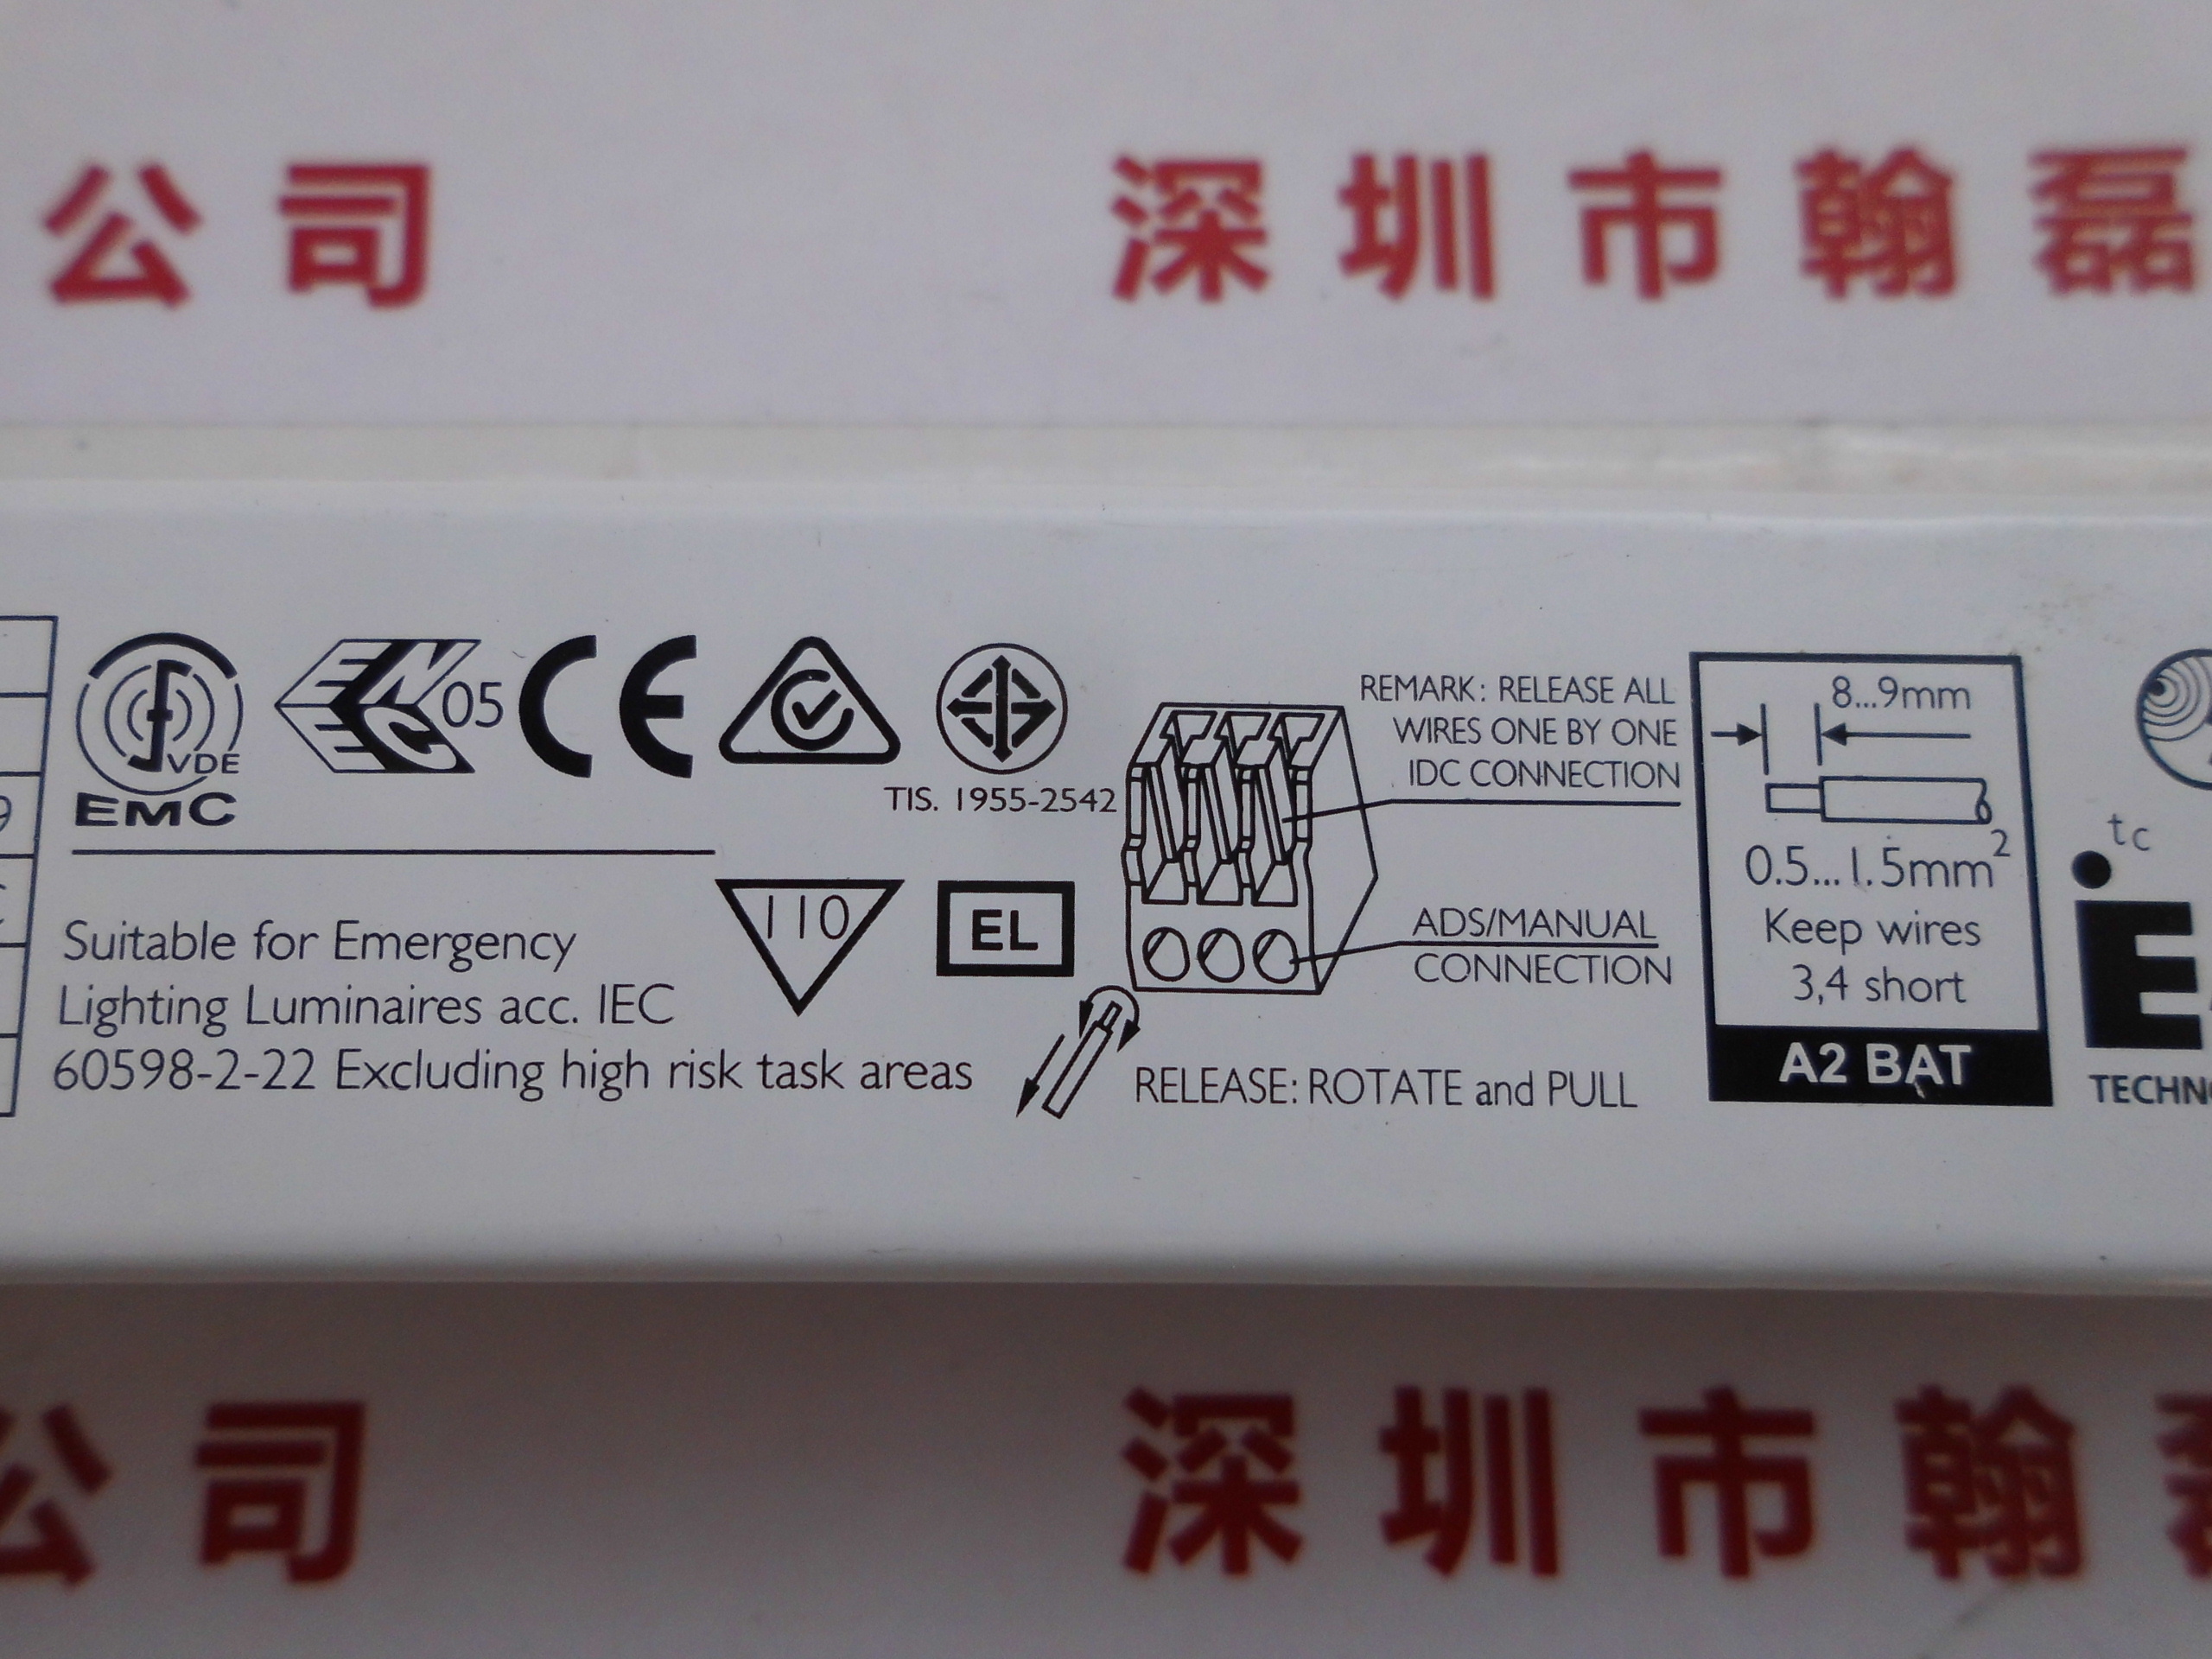 公司 深圳市翰磊
VDE
EMC
ENEC 05
CE
TIS. 1955-2542
REMARK: RELEASE ALL
WIRES ONE BY ONE
IDC CONNECTION
8...9mm
0.5...1.5mm²
Keep wires
3,4 short
A2 BAT
tc
Suitable for Emergency
Lighting Luminaires acc. IEC
60598-2-22 Excluding high risk task areas
110
EL
ADS/MANUAL
CONNECTION
RELEASE: ROTATE and PULL
公司 深圳市翰